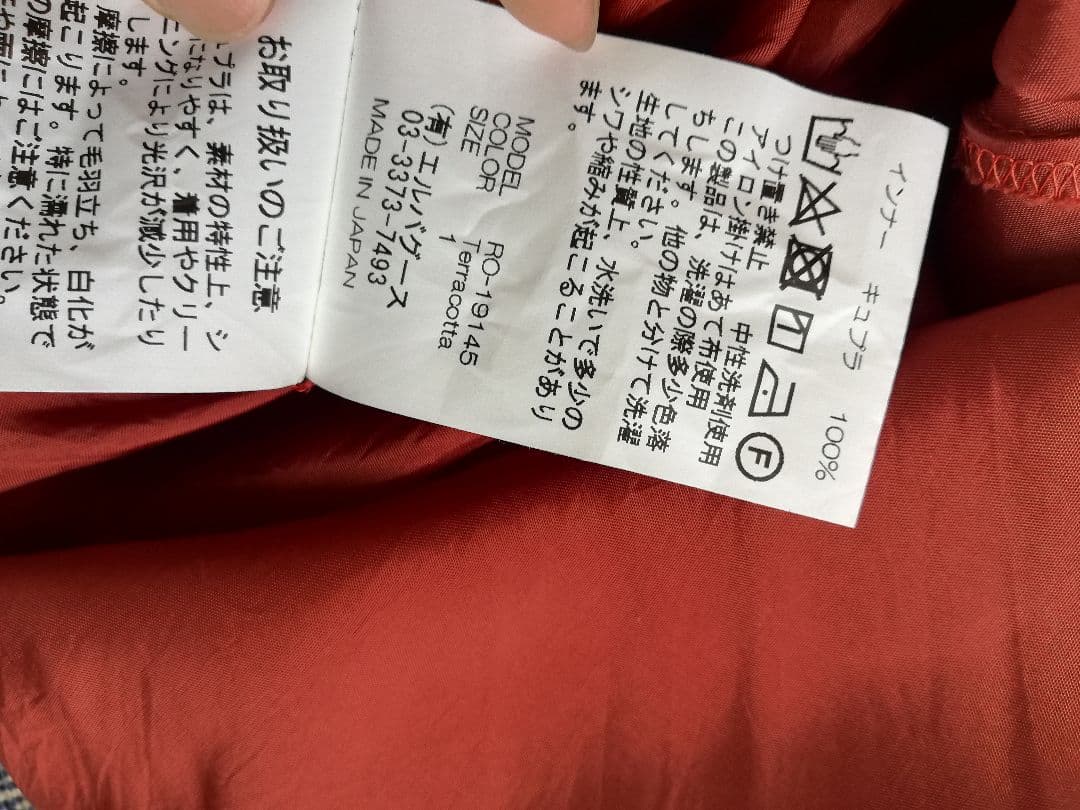 インナー キュプラ 100%
F
つけ置き禁止 中性洗剤使用
アイロン掛けはあて布使用
この製品は、洗濯の際多少色落
ちします。他の物と分けて洗濯
してください。
生地の性質上、水洗いで多少の
シワや縮みが起こることがあり
ます。
MODEL RO-19145
COLOR Terracotta
SIZE 1
(有)エルバグース
03-3373-7493
MADE IN JAPAN
お取り扱いのご注意
プラは、素材の特性上、シ
になりやすく、着用やクリー
ニングにより光沢が減少したり
します。
摩擦によって毛羽立ち、白化が
起こります。特に濡れた状態で
の摩擦にはご注意ください。